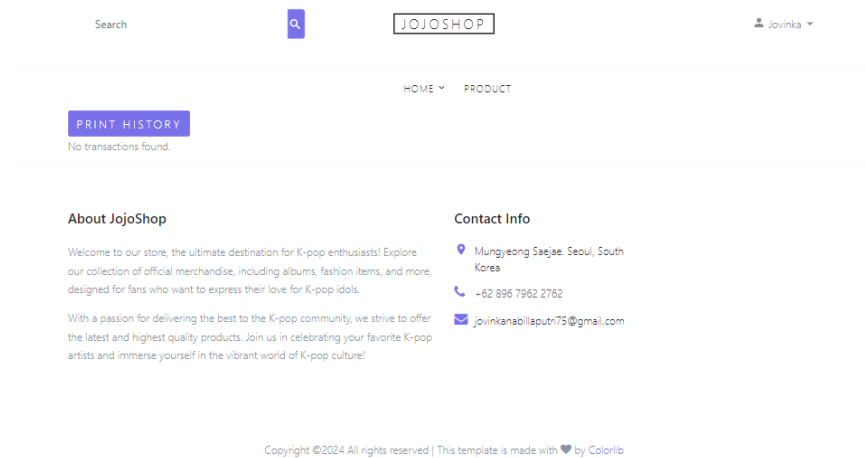 Search
JOJOSHOP
Jovinka
HOME
PRODUCT
PRINT HISTORY
No transactions found.
About JojoShop
Welcome to our store, the ultimate destination for K-pop enthusiasts! Explore
our collection of official merchandise, including albums, fashion items, and more,
designed for fans who want to express their love for K-pop idols.
With a passion for delivering the best to the K-pop community, we strive to offer
the latest and highest quality products. Join us in celebrating your favorite K-pop
artists and immerse yourself in the vibrant world of K-pop culture!
Contact Info
Mungyeong Saejae. Seoul, South
Korea
+62 896 7962 2762
jovinkanabillaputri75@gmail.com
Copyright ©2024 All rights reserved | This template is made with ♥ by Colorlib